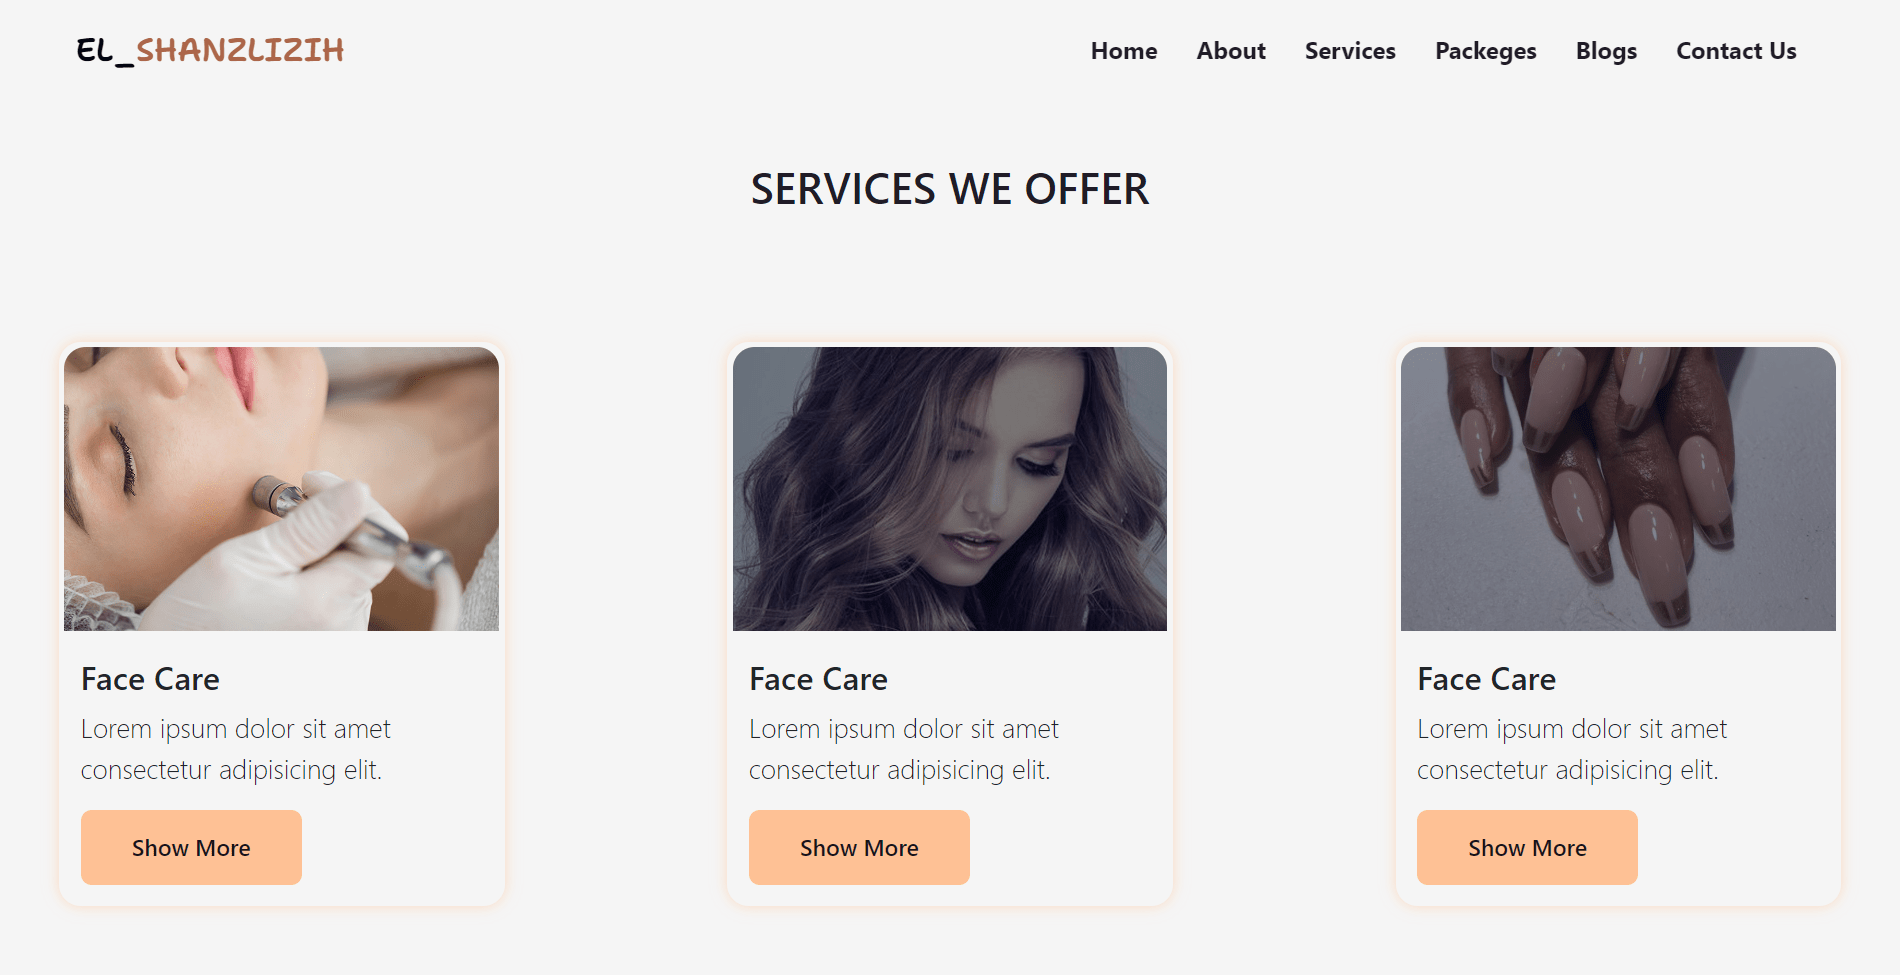 EL_SHANZLIZIH
Home About Services Packeges Blogs Contact Us
SERVICES WE OFFER
Face Care
Lorem ipsum dolor sit amet
consectetur adipisicing elit.
Show More
Face Care
Lorem ipsum dolor sit amet
consectetur adipisicing elit.
Show More
Face Care
Lorem ipsum dolor sit amet
consectetur adipisicing elit.
Show More